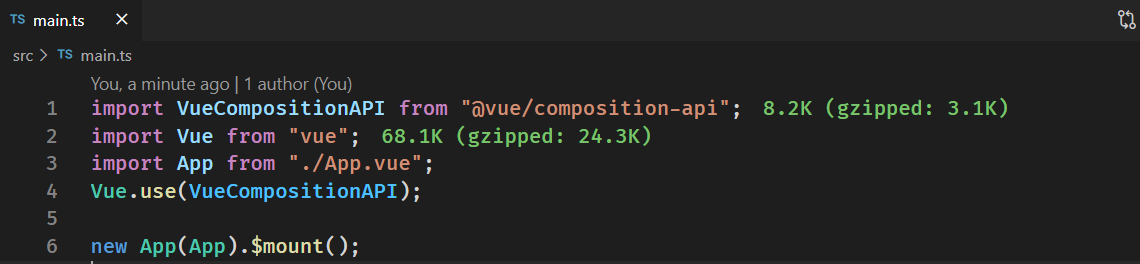 TS main.ts ×
src > TS main.ts
You, a minute ago | 1 author (You)
1 import VueCompositionAPI from "@vue/composition-api"; 8.2K (gzipped: 3.1K)
2 import Vue from "vue"; 68.1K (gzipped: 24.3K)
3 import App from "./App.vue";
4 Vue.use(VueCompositionAPI);
5
6 new App(App).$mount();